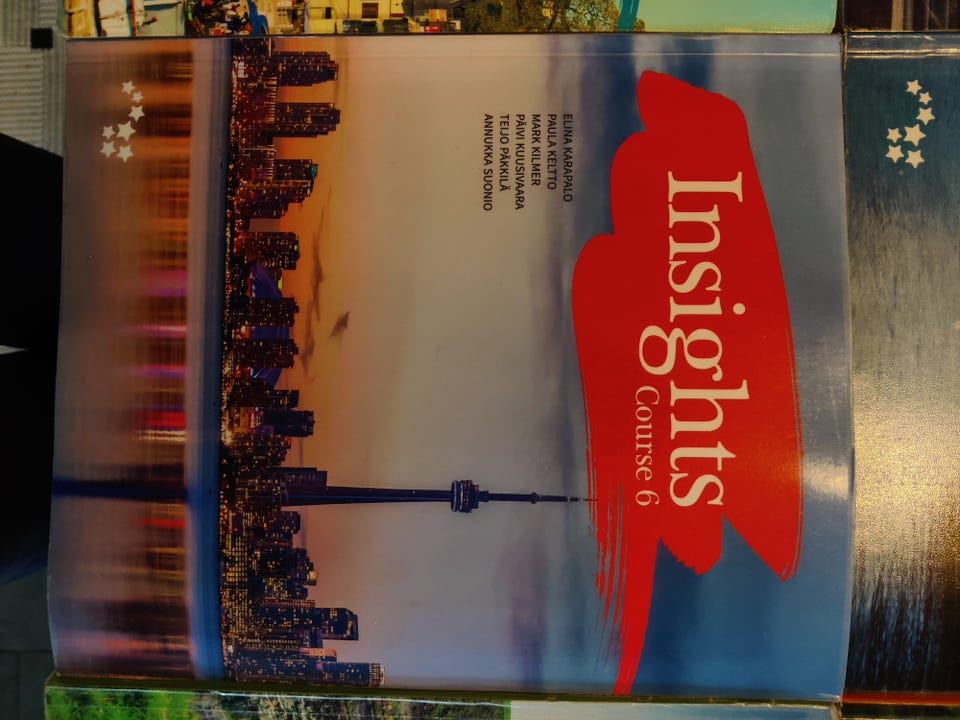 Insights
Course 6
ELINA KARAPALO
PAULA KELTTO
MARK KILMER
PÄIVI KUUSIVAARA
TEIJO PÄKKILÄ
ANNUKKA SUONIO